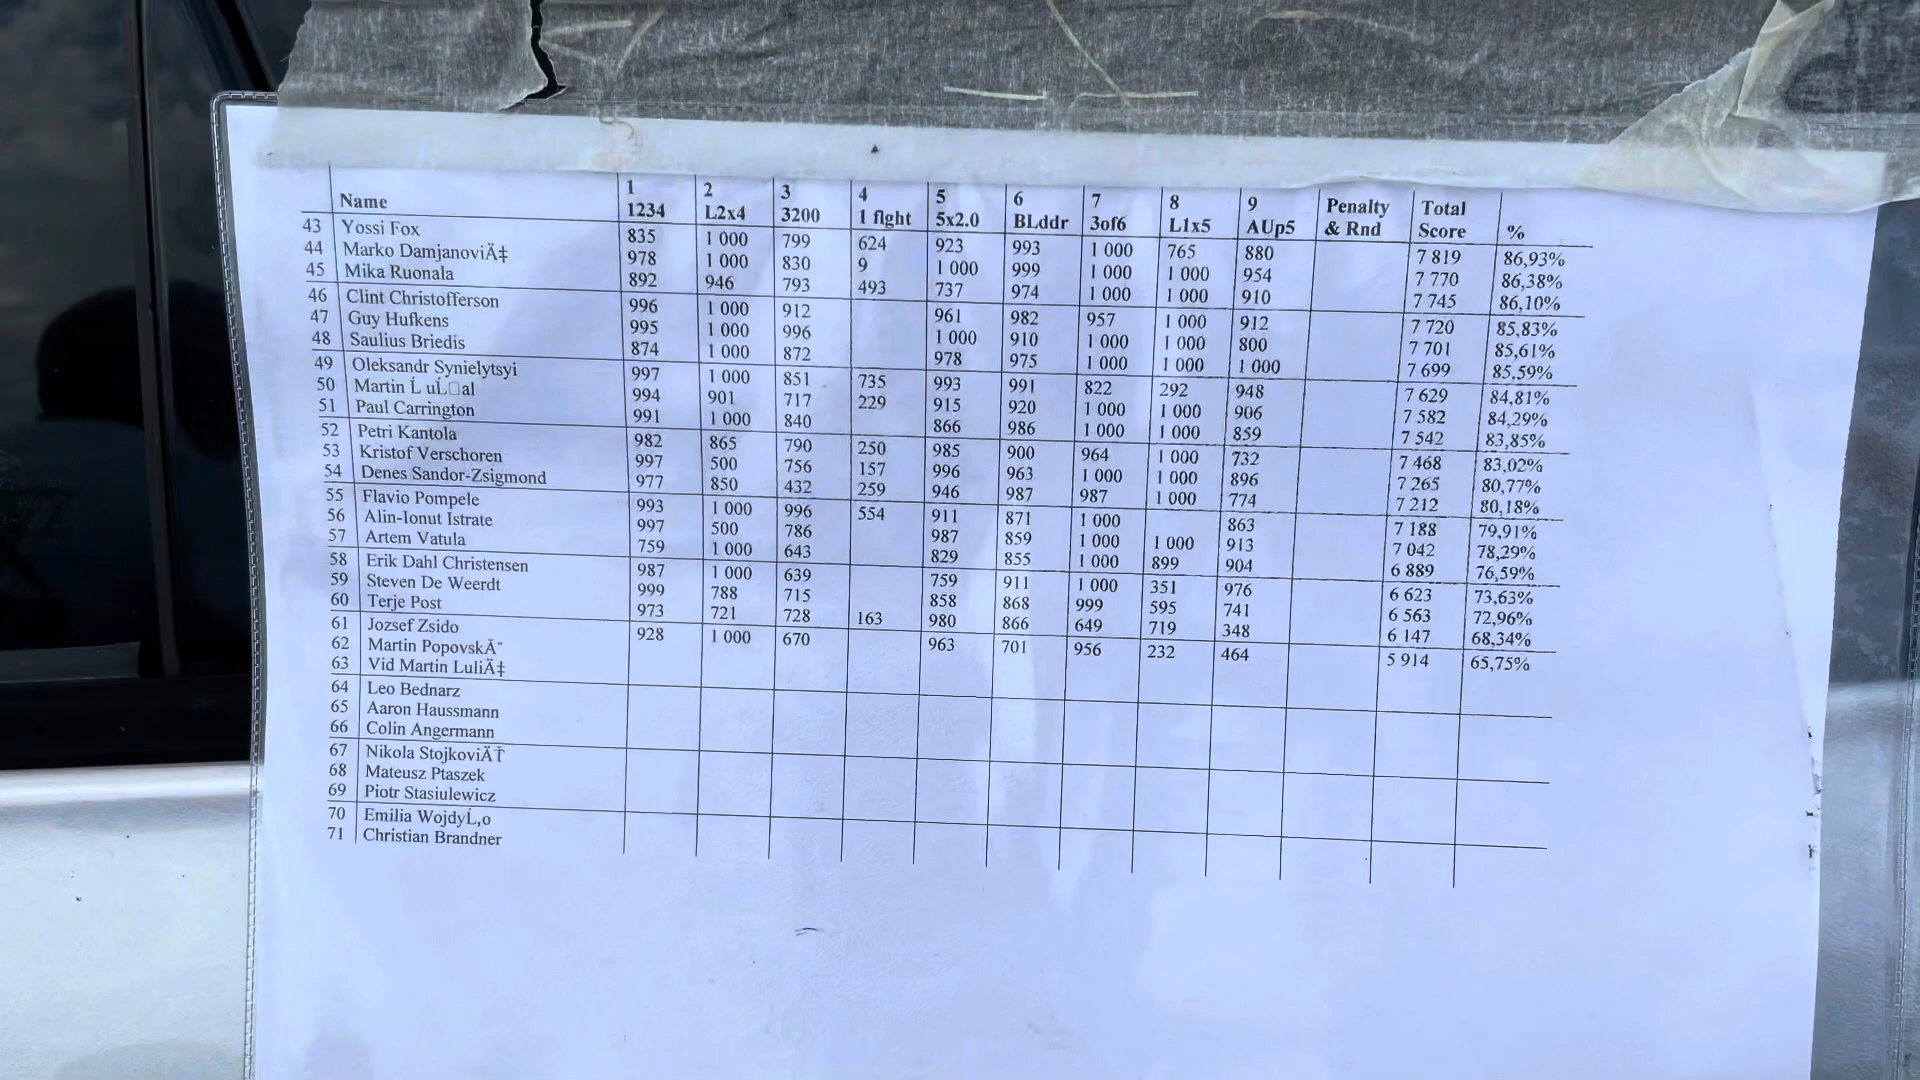 Name 1 1234 2 L2x4 3 3200 4 1 flght 5 5x2.0 6 BLddr 7 3of6 8 L1x5 9 AUp5 Penalty & Rnd Total Score %
43 Yossi Fox 835 1 000 799 624 923 993 1 000 765 880 7 819 86,93%
44 Marko DamjanoviÄ‡ 978 1 000 830 9 1 000 999 1 000 1 000 954 7 770 86,38%
45 Mika Ruonala 892 946 793 493 737 974 1 000 1 000 910 7 745 86,10%
46 Clint Christofferson 996 1 000 912 961 982 957 1 000 912 7 720 85,83%
47 Guy Hufkens 995 1 000 996 1 000 910 1 000 1 000 800 7 701 85,61%
48 Saulius Briedis 874 1 000 872 978 975 1 000 1 000 1 000 7 699 85,59%
49 Oleksandr Synielytsyi 997 1 000 851 735 993 991 822 292 948 7 629 84,81%
50 Martin Ĺ uĹ□al 994 901 717 229 915 920 1 000 1 000 906 7 582 84,29%
51 Paul Carrington 991 1 000 840 866 986 1 000 1 000 859 7 542 83,85%
52 Petri Kantola 982 865 790 250 985 900 964 1 000 732 7 468 83,02%
53 Kristof Verschoren 997 500 756 157 996 963 1 000 1 000 896 7 265 80,77%
54 Denes Sandor-Zsigmond 977 850 432 259 946 987 987 1 000 774 7 212 80,18%
55 Flavio Pompele 993 1 000 996 554 911 871 1 000 863 7 188 79,91%
56 Alin-Ionut Istrate 997 500 786 987 859 1 000 1 000 913 7 042 78,29%
57 Artem Vatula 759 1 000 643 829 855 1 000 899 904 6 889 76,59%
58 Erik Dahl Christensen 987 1 000 639 759 911 1 000 351 976 6 623 73,63%
59 Steven De Weerdt 999 788 715 858 868 999 595 741 6 563 72,96%
60 Terje Post 973 721 728 163 980 866 649 719 348 6 147 68,34%
61 Jozsef Zsido 928 1 000 670 963 701 956 232 464 5 914 65,75%
62 Martin PopovskÄ¨
63 Vid Martin LuliÄ‡
64 Leo Bednarz
65 Aaron Haussmann
66 Colin Angermann
67 Nikola StojkoviÄŤ
68 Mateusz Ptaszek
69 Piotr Stasiulewicz
70 Emilia WojdyĹ‚o
71 Christian Brandner